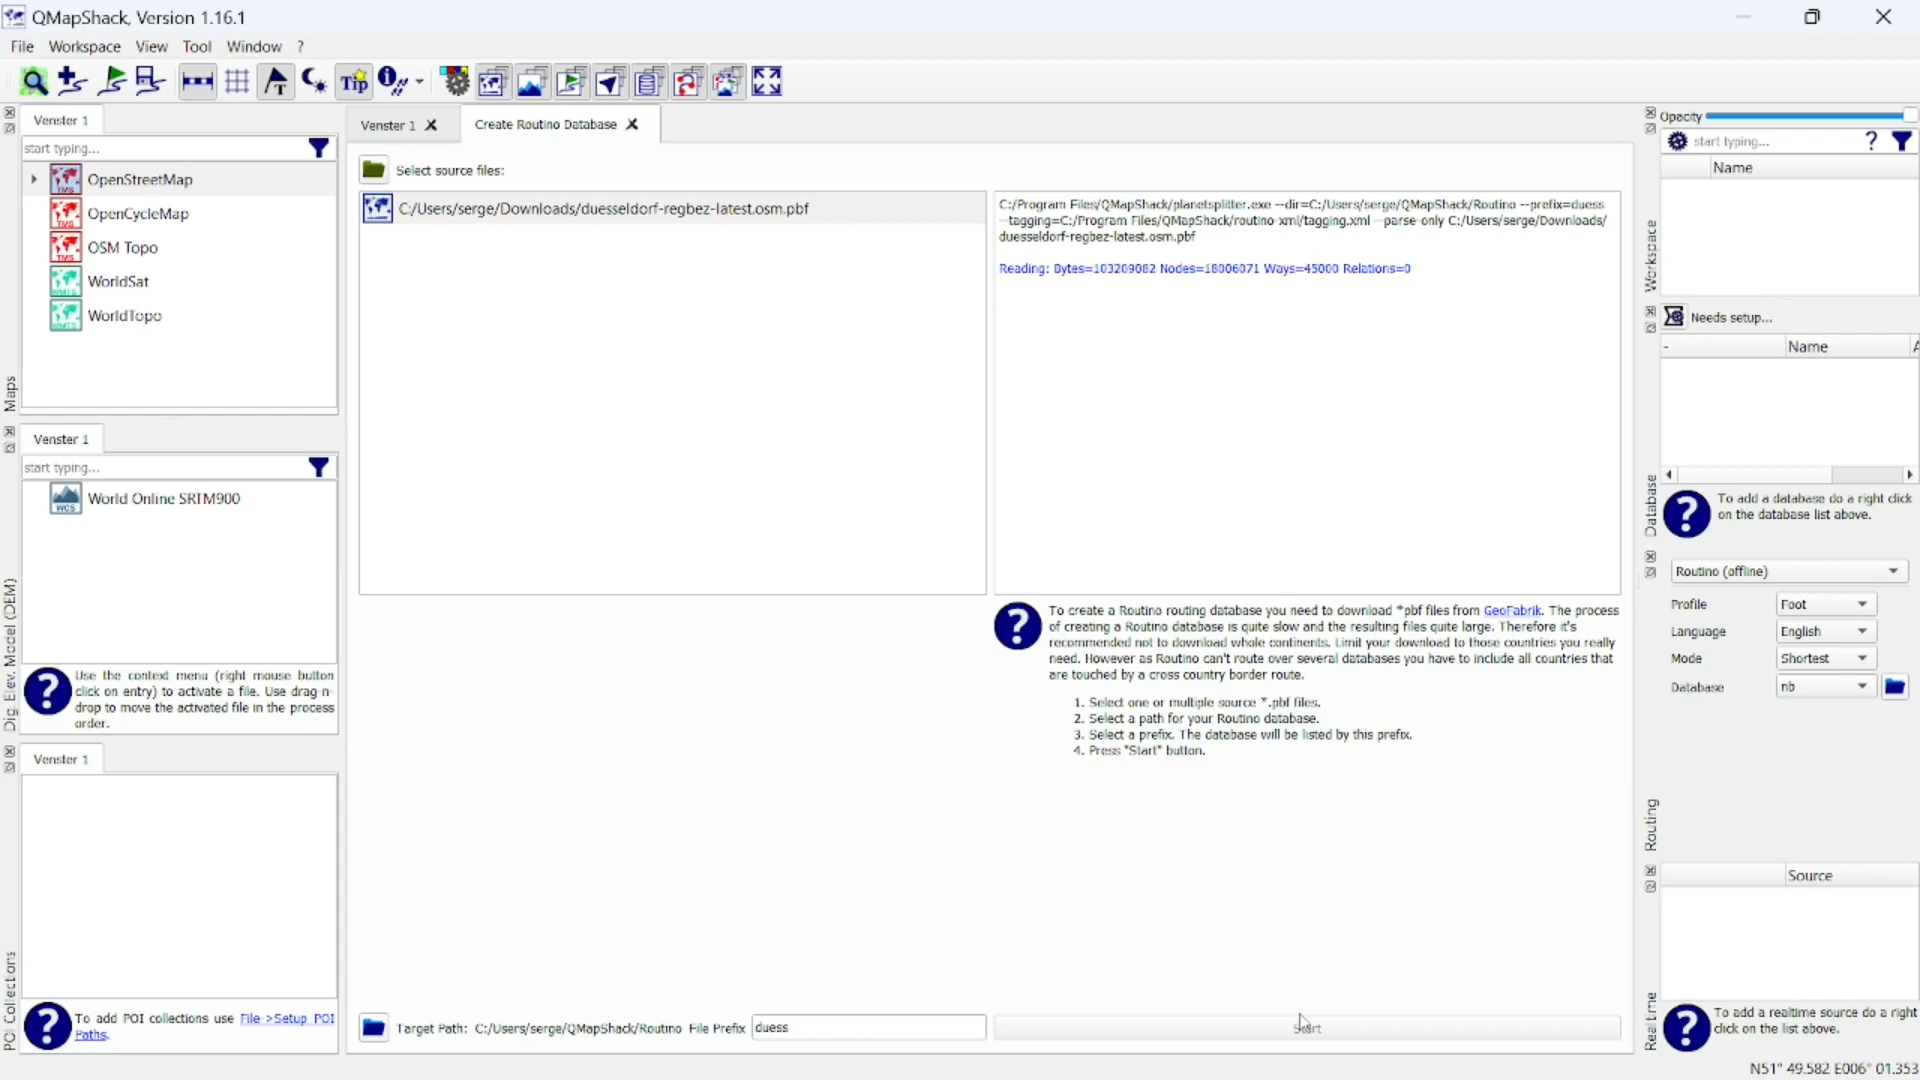 QMapShack, Version 1.16.1
File Workspace View Tool Window ?
Tip
Venster 1
start typing...
OpenStreetMap
OpenCycleMap
OSM Topo
WorldSat
WorldTopo
TMS
TMS
TMS
Maps
Venster 1
start typing...
World Online SRTM900
WCS
Dig. Elev. Model (DEM)
Use the context menu (right mouse button
click on entry) to activate a file. Use drag-n-
drop to move the activated file in the process
order.
Venster 1
POI Collections
To add POI collections use File->Setup POI
Paths.
Venster 1
Create Routino Database
Select source files:
C:/Users/serge/Downloads/duesseldorf-regbez-latest.osm.pbf
C:/Program Files/QMapShack/planetsplitter.exe --dir=C:/Users/serge/QMapShack/Routino --prefix=duess
--tagging=C:/Program Files/QMapShack/routino-xml/tagging.xml --parse-only C:/Users/serge/Downloads/
duesseldorf-regbez-latest.osm.pbf
Reading: Bytes=103209082 Nodes=18006071 Ways=45000 Relations=0
To create a Routino routing database you need to download *pbf files from GeoFabrik. The process
of creating a Routino database is quite slow and the resulting files quite large. Therefore it's
recommended not to download whole continents. Limit your download to those countries you really
need. However as Routino can't route over several databases you have to include all countries that
are touched by a cross country border route.
1. Select one or multiple source *.pbf files.
2. Select a path for your Routino database.
3. Select a prefix. The database will be listed by this prefix.
4. Press "Start" button.
Target Path: C:/Users/serge/QMapShack/Routino File Prefix duess
Start
Opacity
start typing...
Name
Workspace
Needs setup...
- Name A
Database
To add a database do a right click
on the database list above.
Routino (offline)
Profile Foot
Language English
Mode Shortest
Database nb
Routing
Source
Realtime
To add a realtime source do a right
click on the list above.
N51° 49.582 E006° 01.353